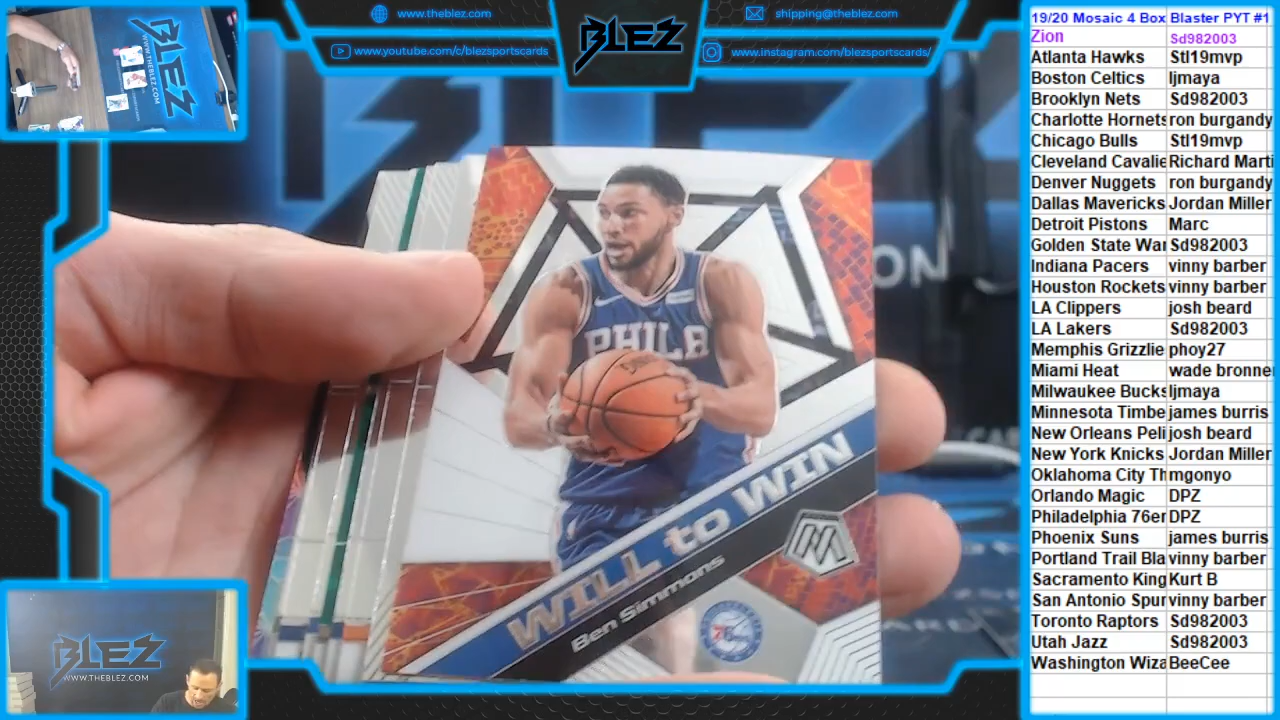 www.theblez.com
www.youtube.com/c/blezsportscards
BLEZ
shipping@theblez.com
www.instagram.com/blezsportscards/
BLEZ
WWW.THEBLEZ.COM
PHILA
WILL to WIN
Ben Simmons
76ers
BLEZ
WWW.THEBLEZ.COM
19/20 Mosaic 4 Box Blaster PYT #1
Zion Sd982003
Atlanta Hawks Stl19mvp
Boston Celtics ljmaya
Brooklyn Nets Sd982003
Charlotte Hornets ron burgandy
Chicago Bulls Stl19mvp
Cleveland Cavalie Richard Marti
Denver Nuggets ron burgandy
Dallas Mavericks Jordan Miller
Detroit Pistons Marc
Golden State War Sd982003
Indiana Pacers vinny barber
Houston Rockets vinny barber
LA Clippers josh beard
LA Lakers Sd982003
Memphis Grizzlie phoy27
Miami Heat wade bronne
Milwaukee Bucks ljmaya
Minnesota Timbe james burris
New Orleans Peli josh beard
New York Knicks Jordan Miller
Oklahoma City Th mgonyo
Orlando Magic DPZ
Philadelphia 76er DPZ
Phoenix Suns james burris
Portland Trail Bla vinny barber
Sacramento King Kurt B
San Antonio Spur vinny barber
Toronto Raptors Sd982003
Utah Jazz Sd982003
Washington Wiza BeeCee